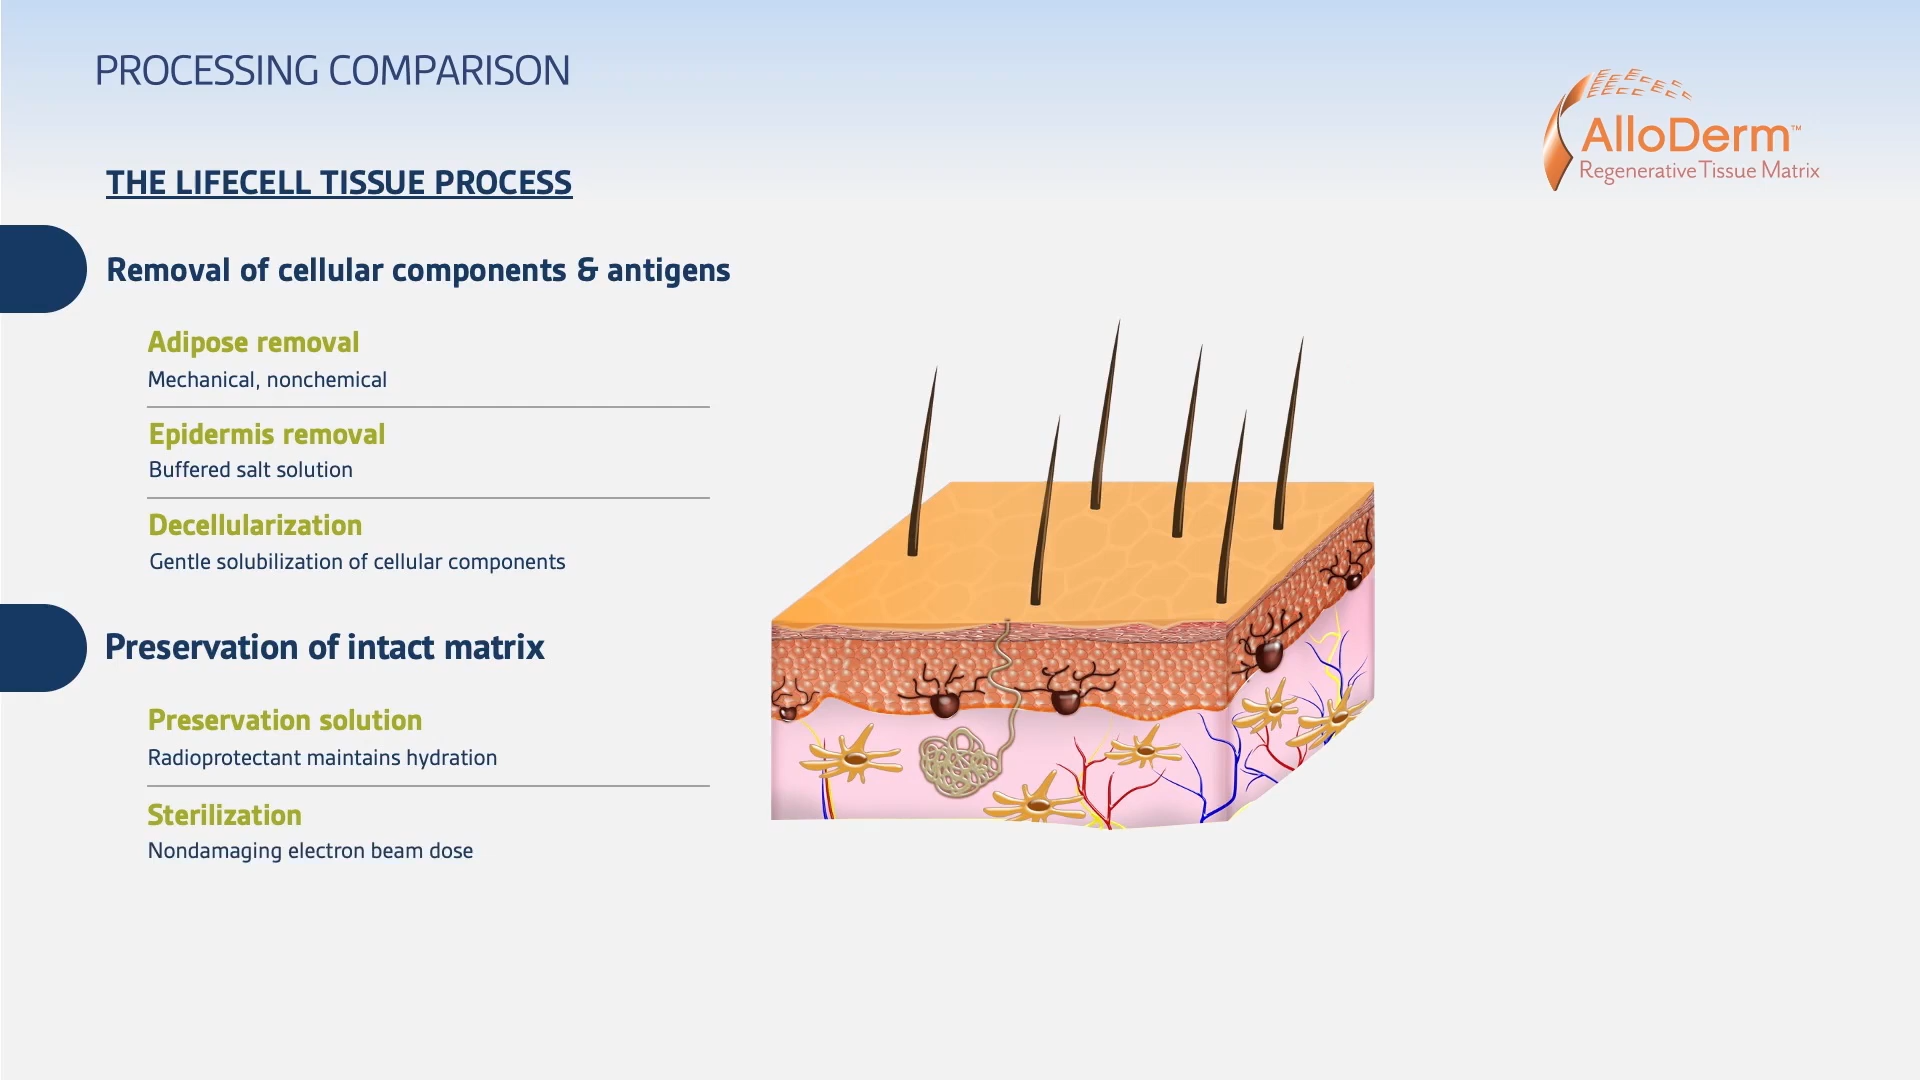 PROCESSING COMPARISON
AlloDerm™
Regenerative Tissue Matrix
THE LIFECELL TISSUE PROCESS
Removal of cellular components & antigens
Adipose removal
Mechanical, nonchemical
Epidermis removal
Buffered salt solution
Decellularization
Gentle solubilization of cellular components
Preservation of intact matrix
Preservation solution
Radioprotectant maintains hydration
Sterilization
Nondamaging electron beam dose